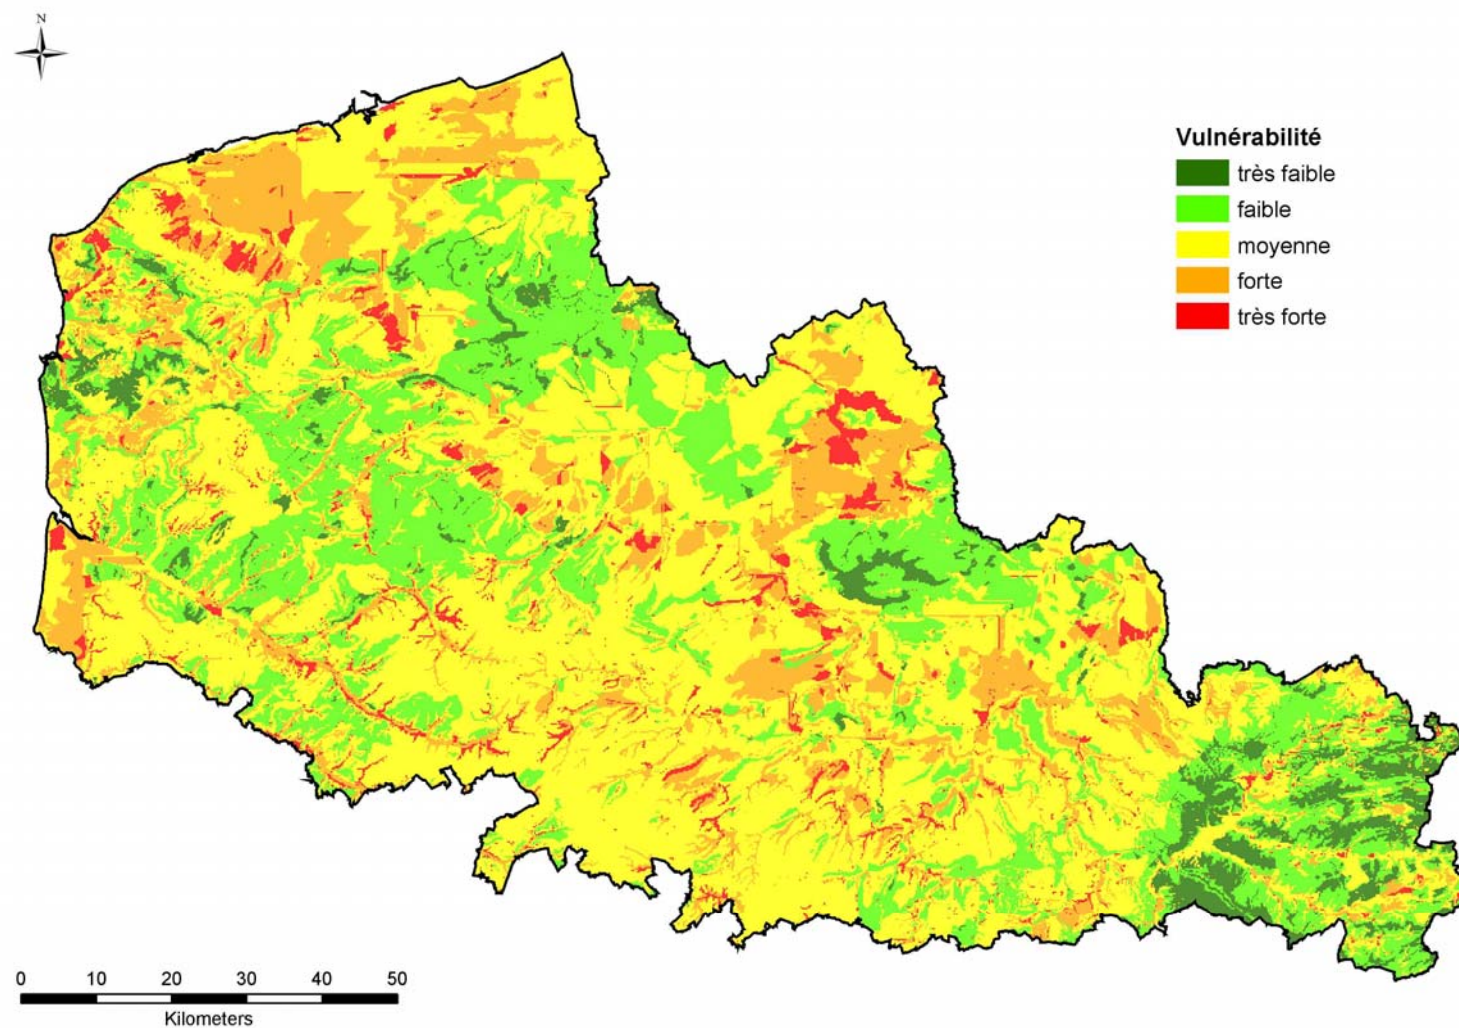 N
Vulnérabilité
très faible
faible
moyenne
forte
très forte
0 10 20 30 40 50
Kilometers